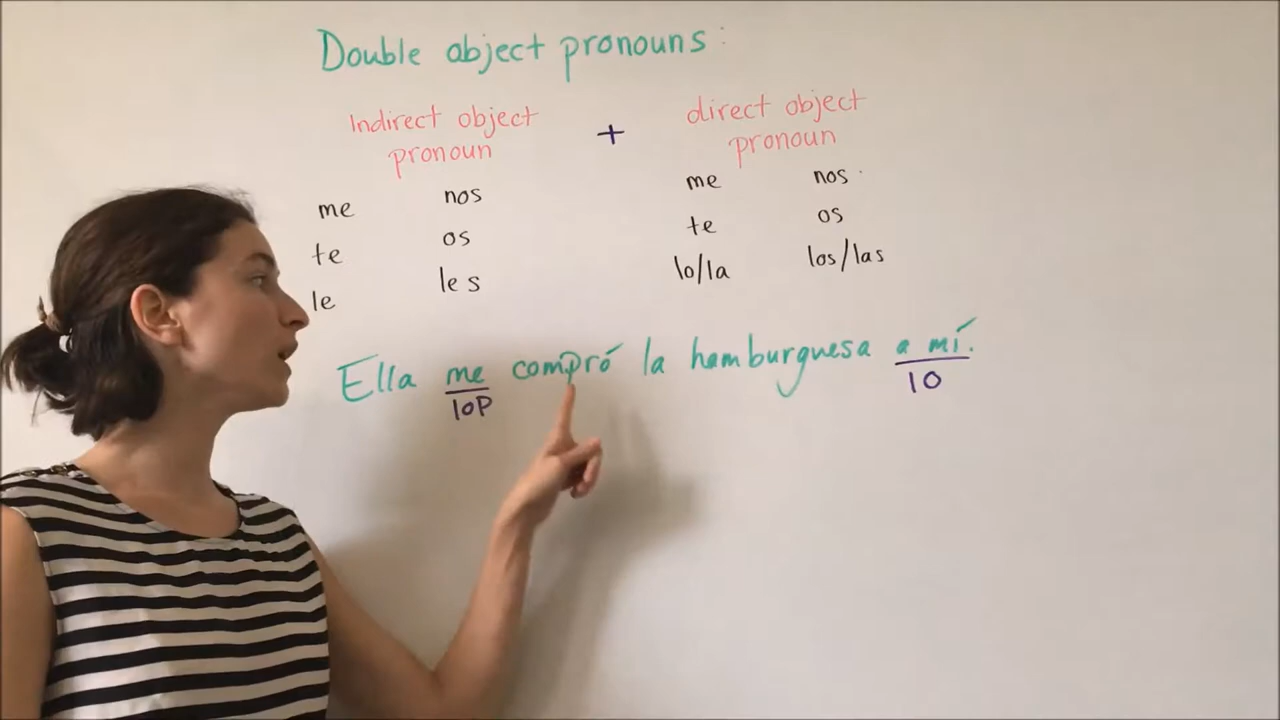 Double object pronouns:
Indirect object + direct object
pronoun pronoun
me nos me nos
te os te os
le les lo/la los/las
Ella me compró la hamburguesa a mí.
IOP IO